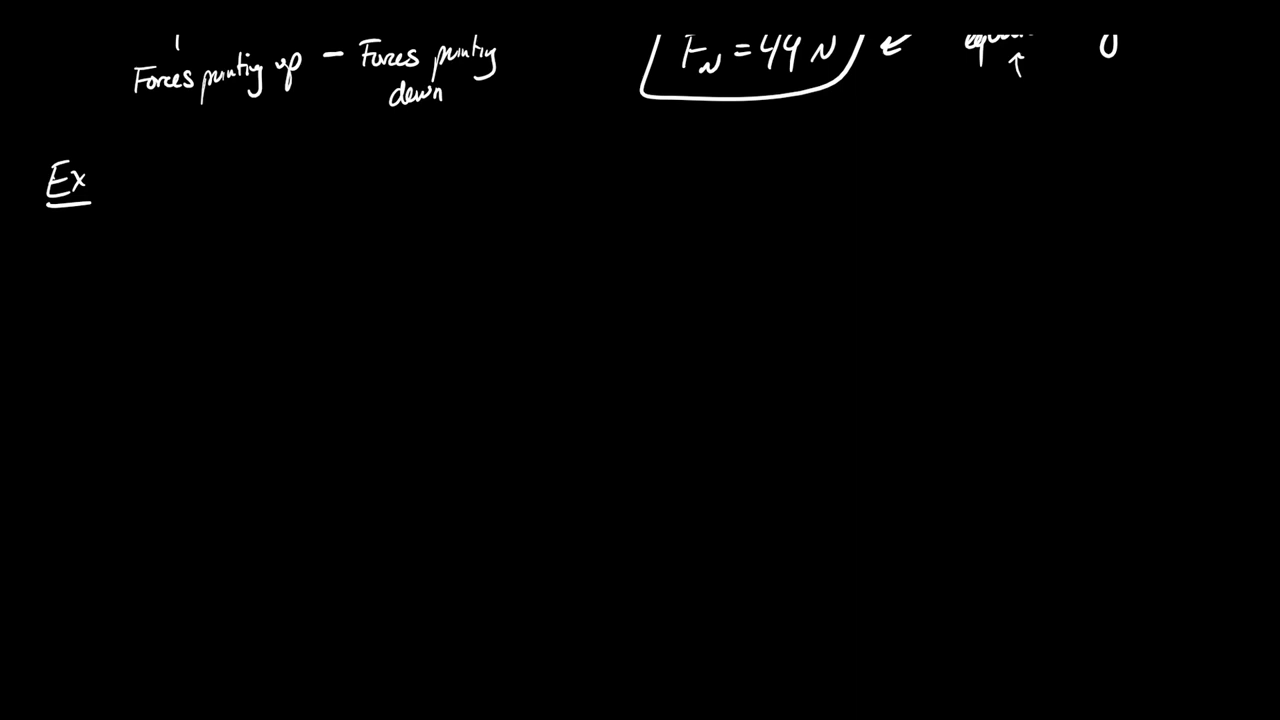 Forces pointing up - Forces pointing
down
F_N = 44 N ←
↑
Ex